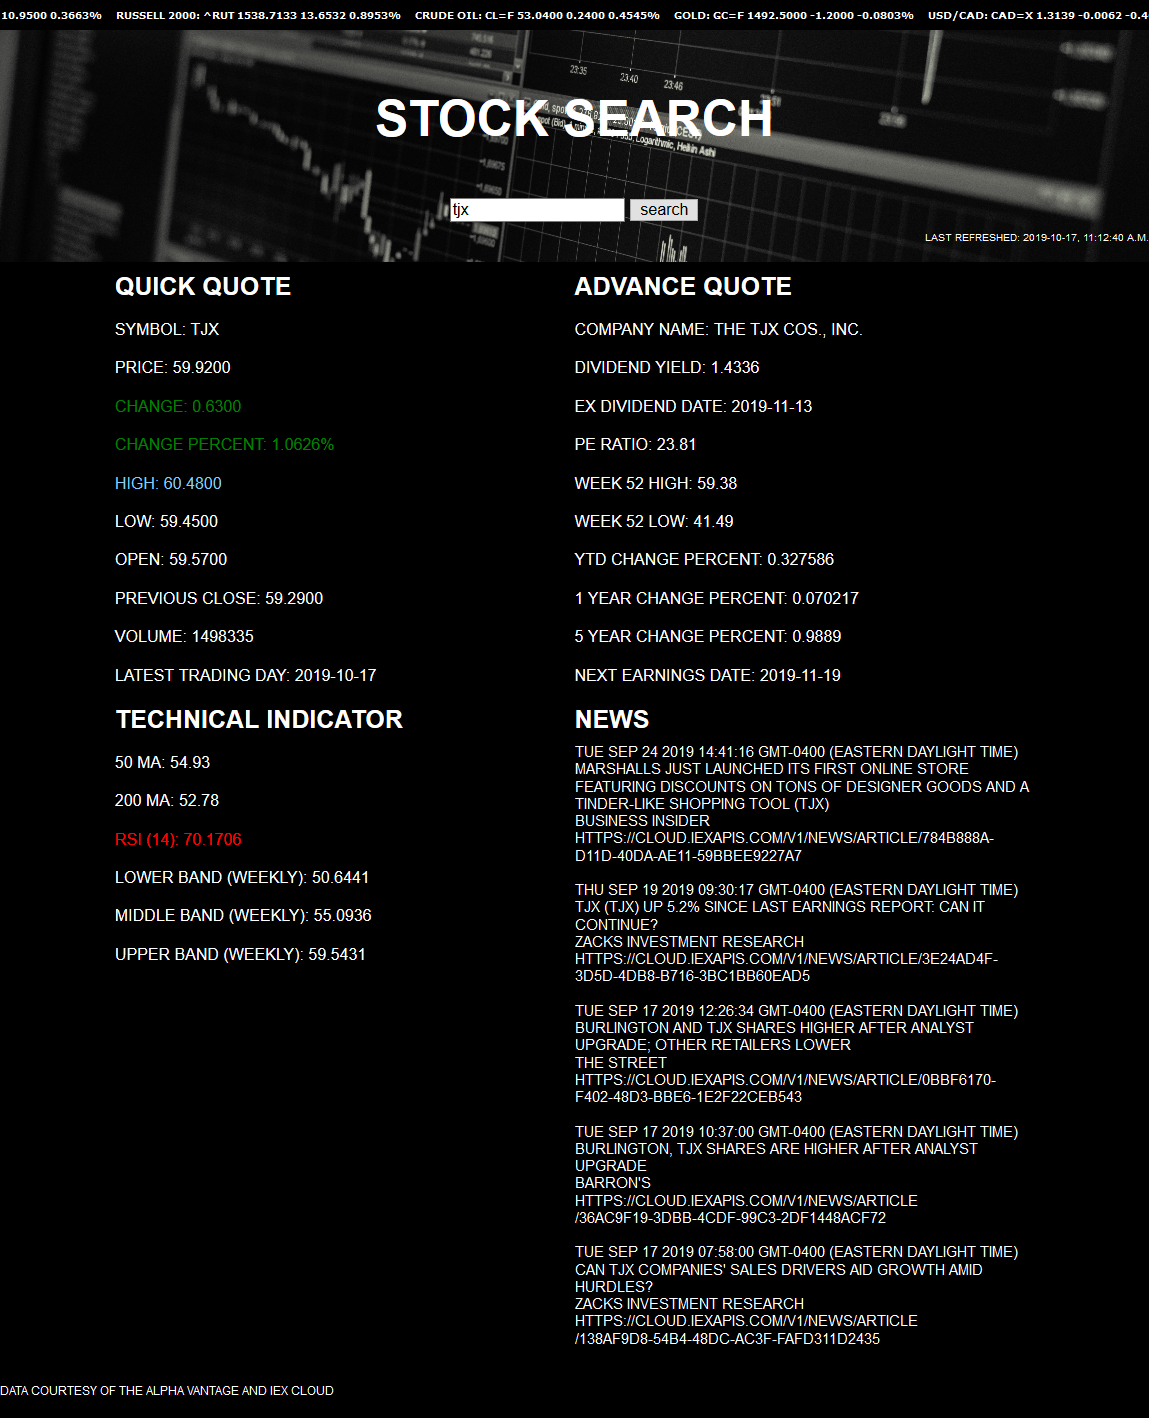 10.9500 0.3663% RUSSELL 2000: ^RUT 1538.7133 13.6532 0.8953% CRUDE OIL: CL=F 53.0400 0.2400 0.4545% GOLD: GC=F 1492.5000 -1.2000 -0.0803% USD/CAD: CAD=X 1.3139 -0.0062 -0.4
23:35
23:40
23:46
STOCK SEARCH
Logarithmic, Heikin Ashi
tjx
search
LAST REFRESHED: 2019-10-17, 11:12:40 A.M.
QUICK QUOTE
SYMBOL: TJX
PRICE: 59.9200
CHANGE: 0.6300
CHANGE PERCENT: 1.0626%
HIGH: 60.4800
LOW: 59.4500
OPEN: 59.5700
PREVIOUS CLOSE: 59.2900
VOLUME: 1498335
LATEST TRADING DAY: 2019-10-17
ADVANCE QUOTE
COMPANY NAME: THE TJX COS., INC.
DIVIDEND YIELD: 1.4336
EX DIVIDEND DATE: 2019-11-13
PE RATIO: 23.81
WEEK 52 HIGH: 59.38
WEEK 52 LOW: 41.49
YTD CHANGE PERCENT: 0.327586
1 YEAR CHANGE PERCENT: 0.070217
5 YEAR CHANGE PERCENT: 0.9889
NEXT EARNINGS DATE: 2019-11-19
TECHNICAL INDICATOR
50 MA: 54.93
200 MA: 52.78
RSI (14): 70.1706
LOWER BAND (WEEKLY): 50.6441
MIDDLE BAND (WEEKLY): 55.0936
UPPER BAND (WEEKLY): 59.5431
NEWS
TUE SEP 24 2019 14:41:16 GMT-0400 (EASTERN DAYLIGHT TIME)
MARSHALLS JUST LAUNCHED ITS FIRST ONLINE STORE
FEATURING DISCOUNTS ON TONS OF DESIGNER GOODS AND A
TINDER-LIKE SHOPPING TOOL (TJX)
BUSINESS INSIDER
HTTPS://CLOUD.IEXAPIS.COM/V1/NEWS/ARTICLE/784B888A-
D11D-40DA-AE11-59BBEE9227A7
THU SEP 19 2019 09:30:17 GMT-0400 (EASTERN DAYLIGHT TIME)
TJX (TJX) UP 5.2% SINCE LAST EARNINGS REPORT: CAN IT
CONTINUE?
ZACKS INVESTMENT RESEARCH
HTTPS://CLOUD.IEXAPIS.COM/V1/NEWS/ARTICLE/3E24AD4F-
3D5D-4DB8-B716-3BC1BB60EAD5
TUE SEP 17 2019 12:26:34 GMT-0400 (EASTERN DAYLIGHT TIME)
BURLINGTON AND TJX SHARES HIGHER AFTER ANALYST
UPGRADE; OTHER RETAILERS LOWER
THE STREET
HTTPS://CLOUD.IEXAPIS.COM/V1/NEWS/ARTICLE/0BBF6170-
F402-48D3-BBE6-1E2F22CEB543
TUE SEP 17 2019 10:37:00 GMT-0400 (EASTERN DAYLIGHT TIME)
BURLINGTON, TJX SHARES ARE HIGHER AFTER ANALYST
UPGRADE
BARRON'S
HTTPS://CLOUD.IEXAPIS.COM/V1/NEWS/ARTICLE
/36AC9F19-3DBB-4CDF-99C3-2DF1448ACF72
TUE SEP 17 2019 07:58:00 GMT-0400 (EASTERN DAYLIGHT TIME)
CAN TJX COMPANIES' SALES DRIVERS AID GROWTH AMID
HURDLES?
ZACKS INVESTMENT RESEARCH
HTTPS://CLOUD.IEXAPIS.COM/V1/NEWS/ARTICLE
/138AF9D8-54B4-48DC-AC3F-FAFD311D2435
DATA COURTESY OF THE ALPHA VANTAGE AND IEX CLOUD